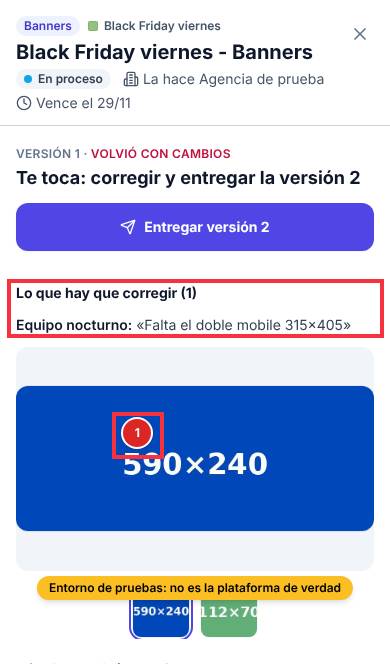 Banners Black Friday viernes
Black Friday viernes - Banners
En proceso La hace Agencia de prueba
Vence el 29/11
VERSIÓN 1 · VOLVIÓ CON CAMBIOS
Te toca: corregir y entregar la versión 2
Entregar versión 2
Lo que hay que corregir (1)
Equipo nocturno: «Falta el doble mobile 315×405»
1
590×240
Entorno de pruebas: no es la plataforma de verdad
590×240